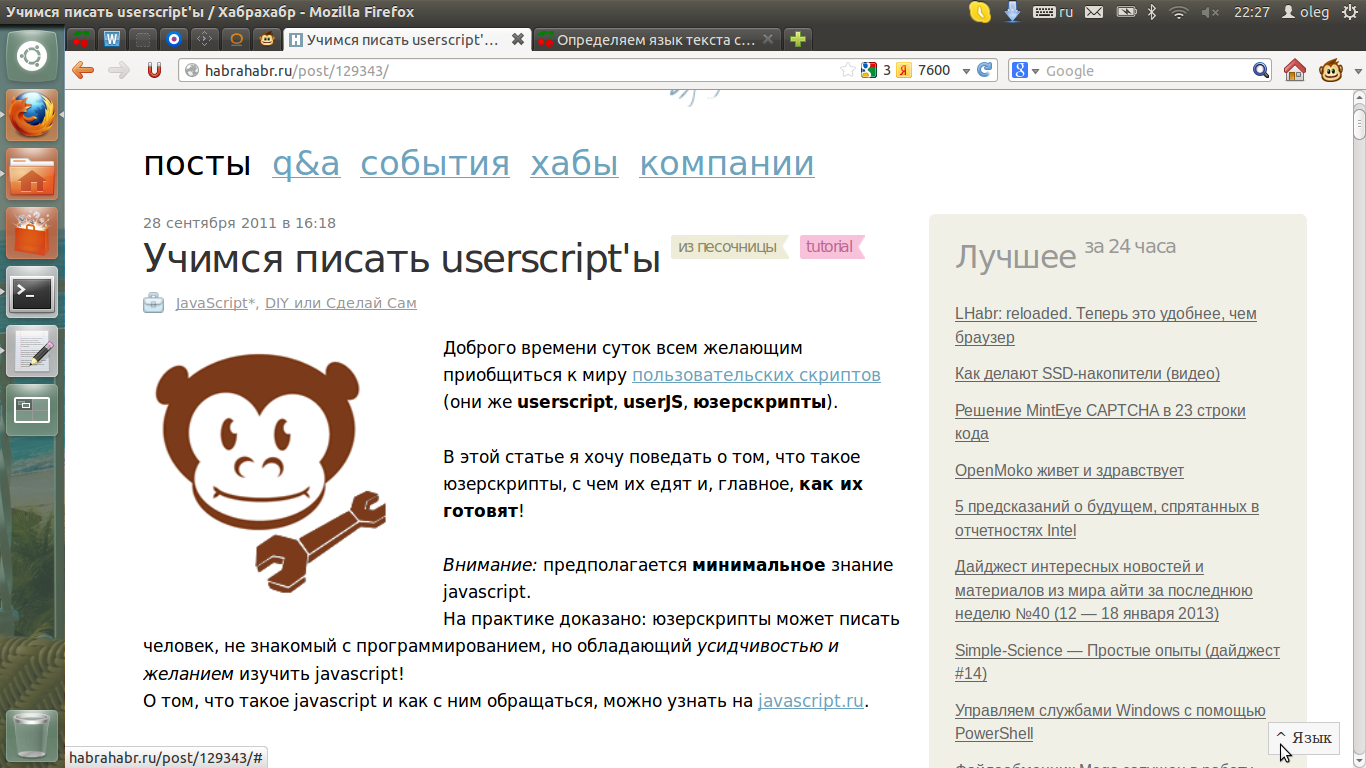 Учимся писать userscript'ы / Хабрахабр - Mozilla Firefox
ru
22:27
oleg
Учимся писать userscript'...
Определяем язык текста с...
habrahabr.ru/post/129343/
3
7600
Google
посты q&a события хабы компании
28 сентября 2011 в 16:18
Учимся писать userscript'ы из песочницы tutorial
JavaScript*, DIY или Сделай Сам
Доброго времени суток всем желающим
приобщиться к миру пользовательских скриптов
(они же userscript, userJS, юзерскрипты).
В этой статье я хочу поведать о том, что такое
юзерскрипты, с чем их едят и, главное, как их
готовят!
Внимание: предполагается минимальное знание
javascript.
На практике доказано: юзерскрипты может писать
человек, не знакомый с программированием, но обладающий усидчивостью и
желанием изучить javascript!
О том, что такое javascript и как с ним обращаться, можно узнать на javascript.ru.
Лучшее за 24 часа
LHabr: reloaded. Теперь это удобнее, чем
браузер
Как делают SSD-накопители (видео)
Решение MintEye CAPTCHA в 23 строки
кода
OpenMoko живет и здравствует
5 предсказаний о будущем, спрятанных в
отчетностях Intel
Дайджест интересных новостей и
материалов из мира айти за последнюю
неделю №40 (12 — 18 января 2013)
Simple-Science — Простые опыты (дайджест
#14)
Управляем службами Windows с помощью
PowerShell
^ Язык
habrahabr.ru/post/129343/#